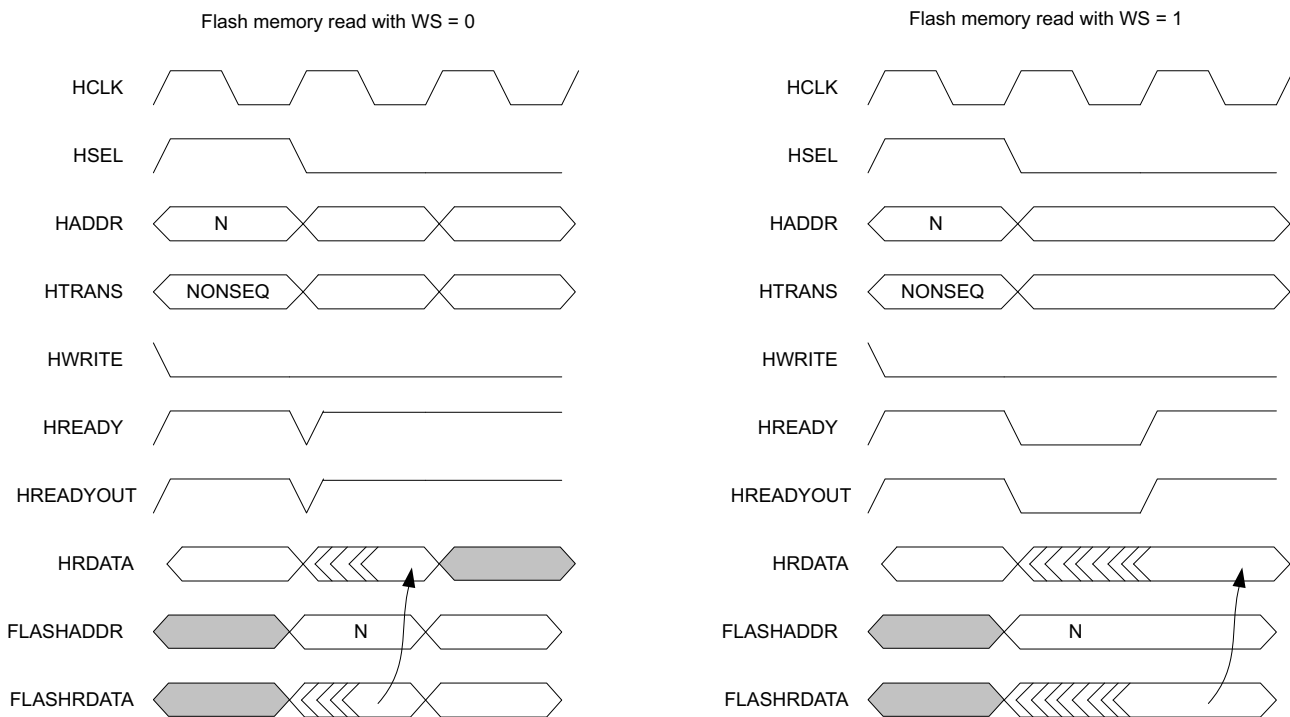 Flash memory read with WS = 0
HCLK
HSEL
HADDR N
HTRANS NONSEQ
HWRITE
HREADY
HREADYOUT
HRDATA
FLASHADDR N
FLASHRDATA
Flash memory read with WS = 1
HCLK
HSEL
HADDR N
HTRANS NONSEQ
HWRITE
HREADY
HREADYOUT
HRDATA
FLASHADDR N
FLASHRDATA